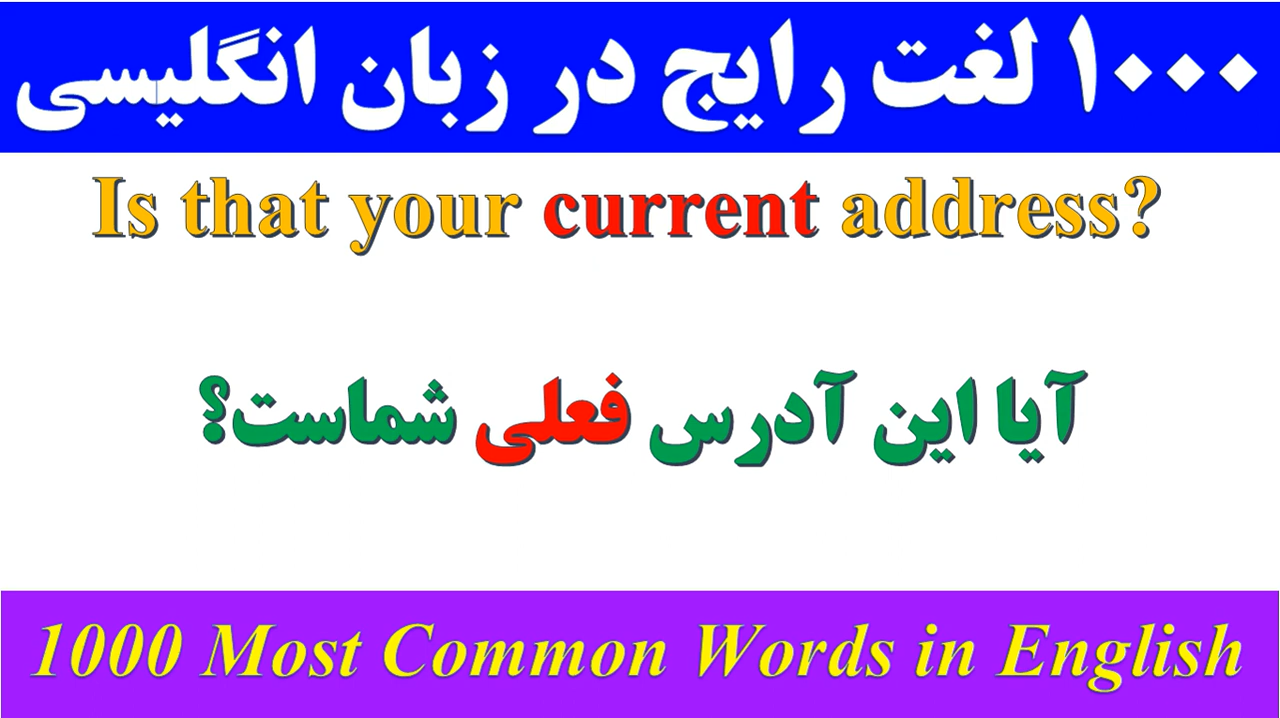 ۱۰۰۰ لغت رایج در زبان انگلیسی
Is that your current address?
آیا این آدرس فعلی شماست؟
1000 Most Common Words in English